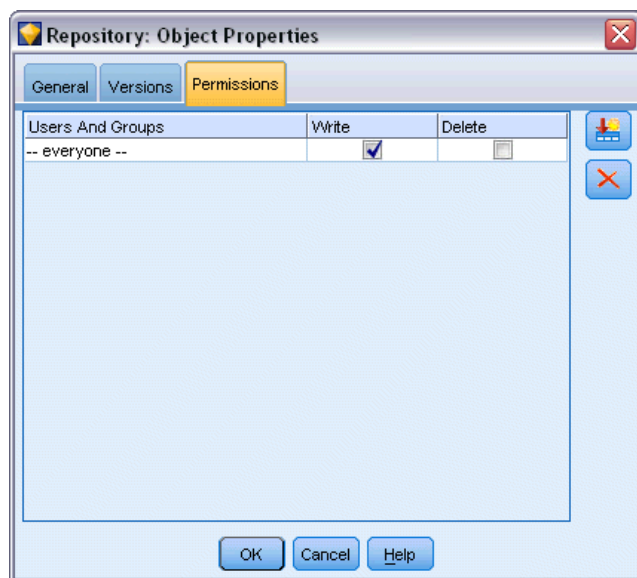 Repository: Object Properties
General Versions Permissions
Users And Groups Write Delete
-- everyone --
OK Cancel Help